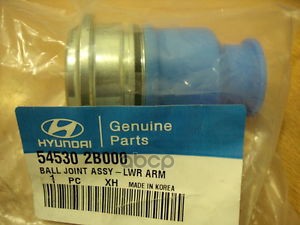 HYUNDAI
Genuine
Parts
54530 2B000
BALL JOINT ASSY-LWR ARM
1 PC XH MADE IN KOREA